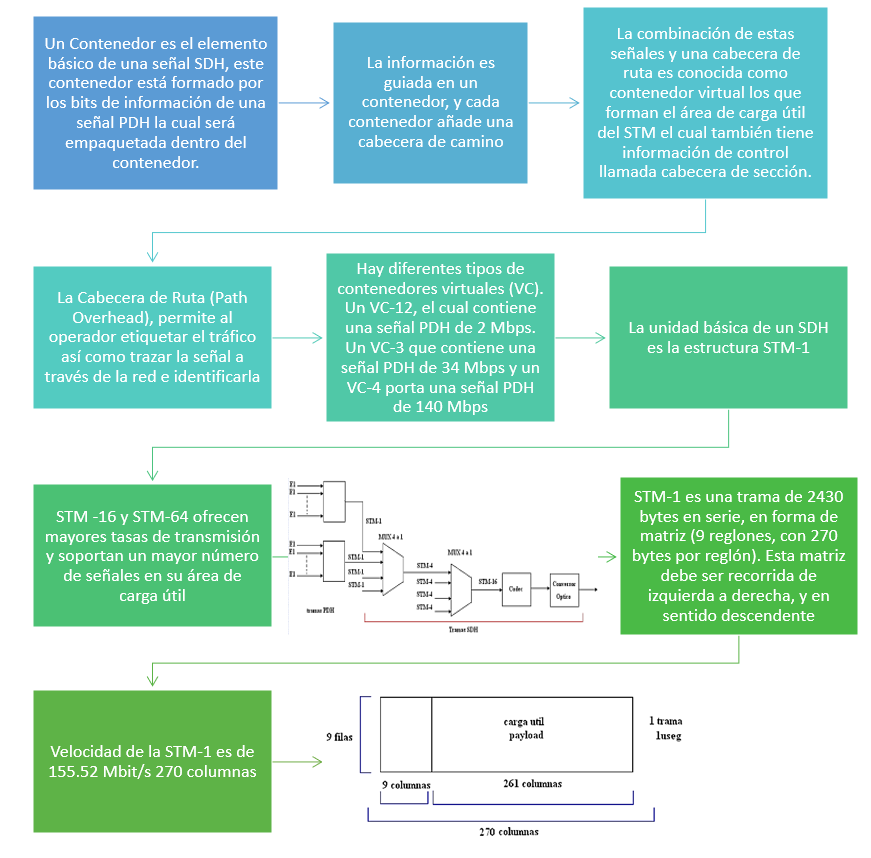 Un Contenedor es el elemento
básico de una señal SDH, este
contenedor está formado por
los bits de información de una
señal PDH la cual será
empaquetada dentro del
contenedor.
La información es
guiada en un
contenedor, y cada
contenedor añade una
cabecera de camino
La combinación de estas
señales y una cabecera de
ruta es conocida como
contenedor virtual los que
forman el área de carga útil
del STM el cual también tiene
información de control
llamada cabecera de sección.
La Cabecera de Ruta (Path
Overhead), permite al
operador etiquetar el tráfico
así como trazar la señal a
través de la red e identificarla
Hay diferentes tipos de
contenedores virtuales (VC).
Un VC-12, el cual contiene
una señal PDH de 2 Mbps.
Un VC-3 que contiene una
señal PDH de 34 Mbps y un
VC-4 porta una señal PDH
de 140 Mbps
La unidad básica de un SDH
es la estructura STM-1
STM -16 y STM-64 ofrecen
mayores tasas de transmisión
y soportan un mayor número
de señales en su área de
carga útil
E1
E1
E1
E1
E1
E1
tramas PDH
STM-1
STM-1
STM-1
STM-1
MUX 4 x 1
STM-4
STM-4
STM-4
STM-4
MUX 4 x 1
STM-16
Codec
Conversor
Optico
Tramas SDH
STM-1 es una trama de 2430
bytes en serie, en forma de
matriz (9 reglones, con 270
bytes por reglón). Esta matriz
debe ser recorrida de
izquierda a derecha, y en
sentido descendente
Velocidad de la STM-1 es de
155.52 Mbit/s 270 columnas
9 filas
carga util
payload
1 trama
1useg
9 columnas
261 columnas
270 columnas